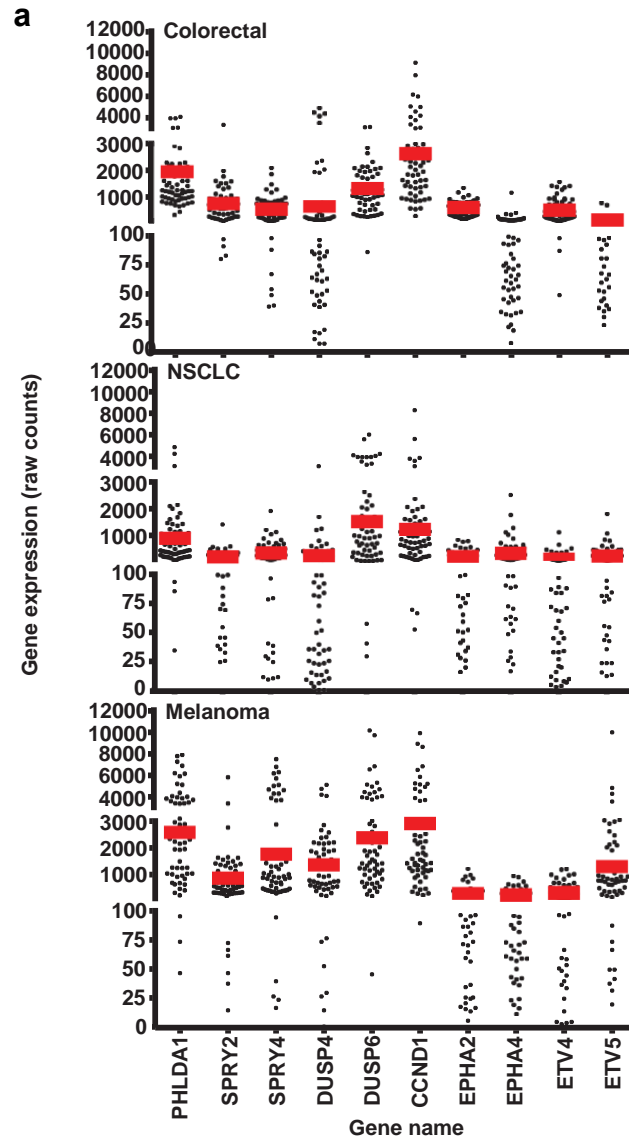 a
Colorectal
12000
10000
8000
6000
4000
3000
2000
1000
100
75
50
25
0
NSCLC
12000
10000
8000
6000
4000
3000
2000
1000
100
75
50
25
0
Melanoma
12000
10000
8000
6000
4000
3000
2000
1000
100
75
50
25
0
Gene expression (raw counts)
PHLDA1
SPRY2
SPRY4
DUSP4
DUSP6
CCND1
EPHA2
EPHA4
ETV4
ETV5
Gene name